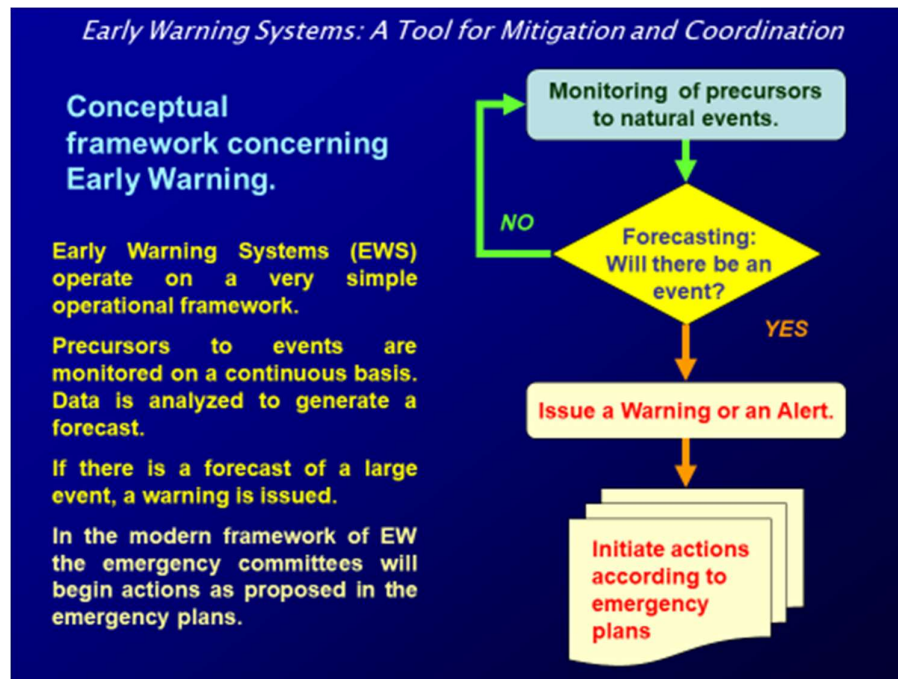 Early Warning Systems: A Tool for Mitigation and Coordination
Conceptual
framework concerning
Early Warning.
Early Warning Systems (EWS)
operate on a very simple
operational framework.
Precursors to events are
monitored on a continuous basis.
Data is analyzed to generate a
forecast.
If there is a forecast of a large
event, a warning is issued.
In the modern framework of EW
the emergency committees will
begin actions as proposed in the
emergency plans.
Monitoring of precursors
to natural events.
NO
Forecasting:
Will there be an
event?
YES
Issue a Warning or an Alert.
Initiate actions
according to
emergency
plans